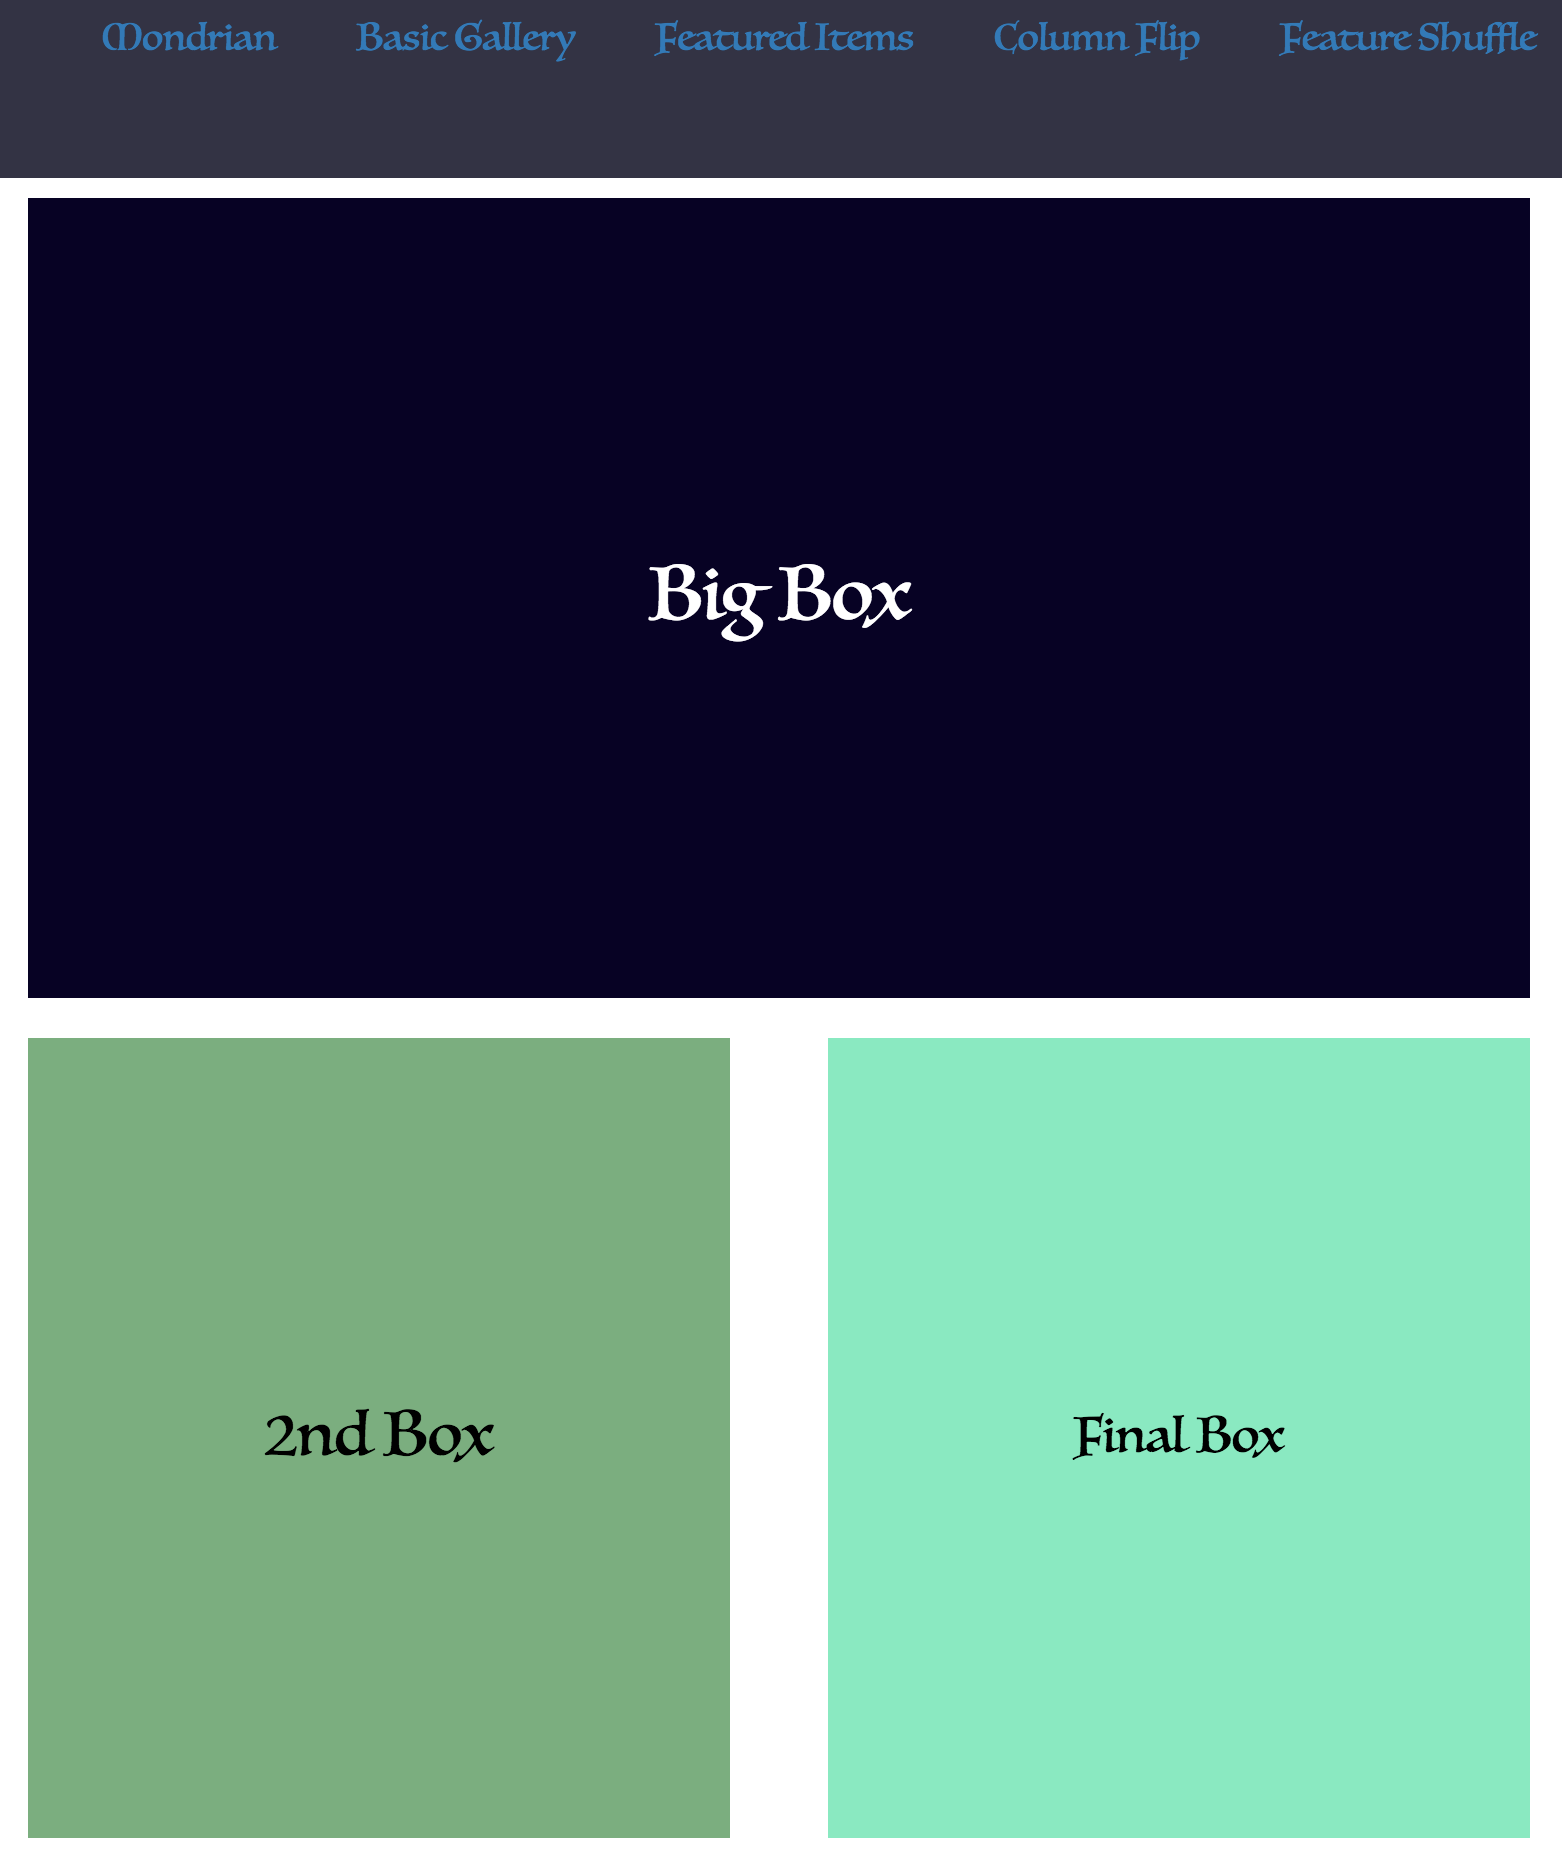 Mondrian Basic Gallery Featured Items Column Flip Feature Shuffle
Big Box
2nd Box Final Box